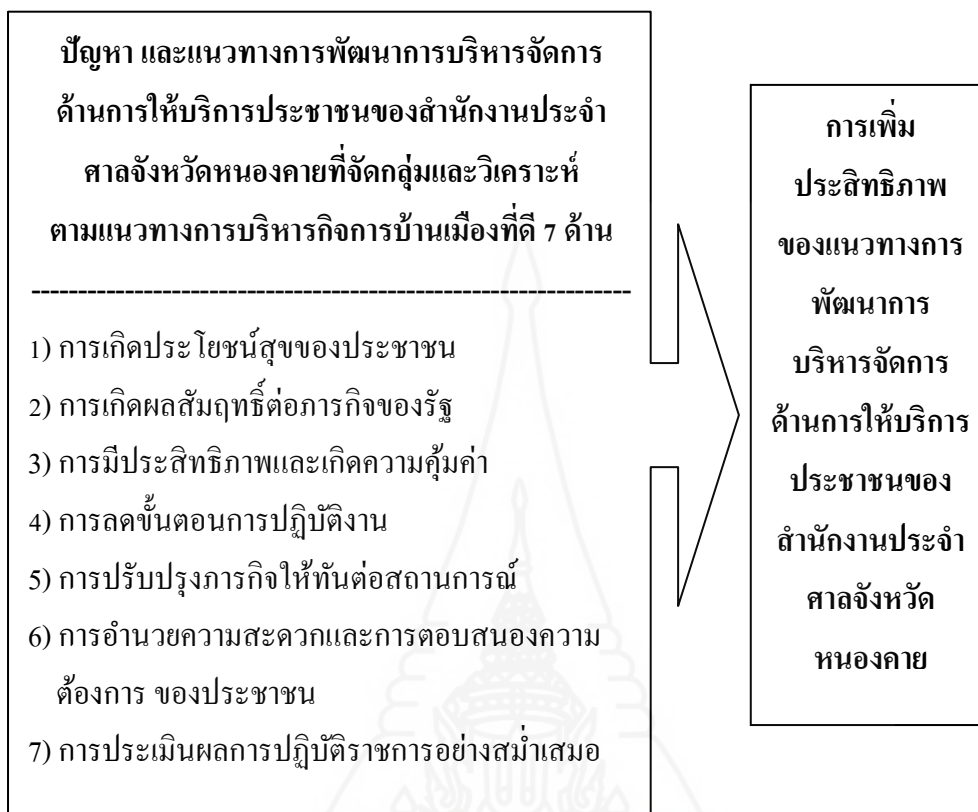 ปัญหา และแนวทางการพัฒนาการบริหารจัดการ
ด้านการให้บริการประชาชนของสำนักงานประจำ
ศาลจังหวัดหนองคายที่จัดกลุ่มและวิเคราะห์
ตามแนวทางการบริหารกิจการบ้านเมืองที่ดี 7 ด้าน
----------------------------------------------------------------
1) การเกิดประโยชน์สุขของประชาชน
2) การเกิดผลสัมฤทธิ์ต่อภารกิจของรัฐ
3) การมีประสิทธิภาพและเกิดความคุ้มค่า
4) การลดขั้นตอนการปฏิบัติงาน
5) การปรับปรุงภารกิจให้ทันต่อสถานการณ์
6) การอำนวยความสะดวกและการตอบสนองความ
ต้องการ ของประชาชน
7) การประเมินผลการปฏิบัติราชการอย่างสม่ำเสมอ
การเพิ่ม
ประสิทธิภาพ
ของแนวทางการ
พัฒนาการ
บริหารจัดการ
ด้านการให้บริการ
ประชาชนของ
สำนักงานประจำ
ศาลจังหวัด
หนองคาย